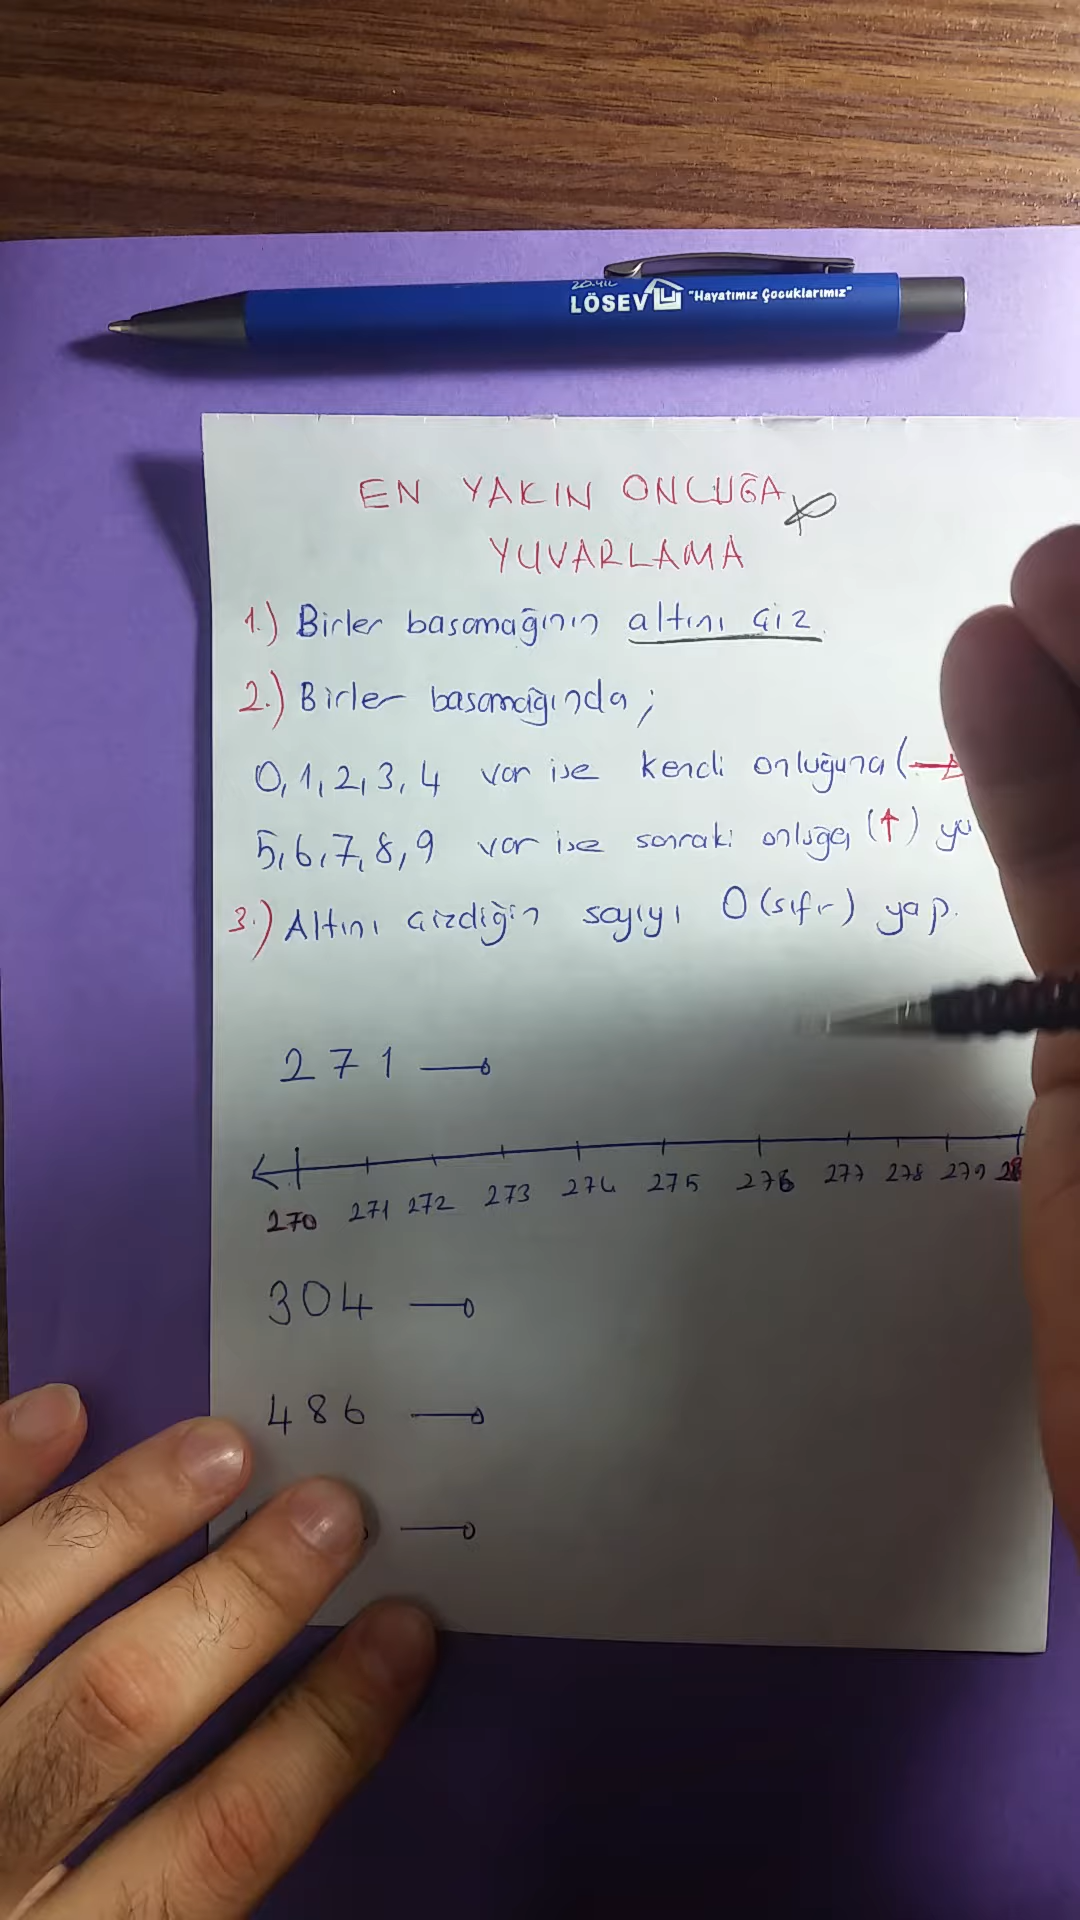 20.YIL
LÖSEV "Hayatımız Çocuklarımız"
EN YAKIN ONLUĞA
YUVARLAMA
1.) Birler basamağının altını çiz.
2.) Birler basamağında;
0, 1, 2, 3, 4 var ise kendi onluğuna (→
5, 6, 7, 8, 9 var ise sonraki onluğa (↑) yu
3.) Altını çizdiğin sayıyı 0 (sıfır) yap.
271 →
270 271 272 273 274 275 276 277 278 279 28
304 →
486 →